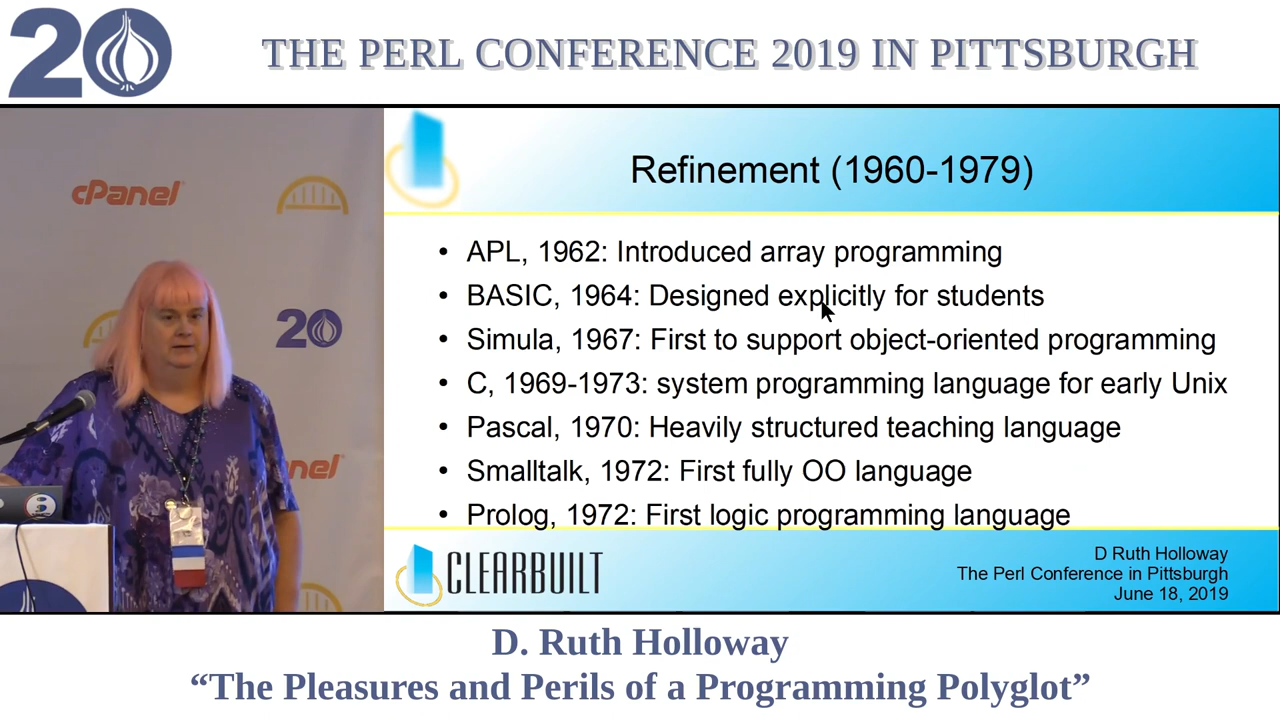 20
THE PERL CONFERENCE 2019 IN PITTSBURGH
cPanel
20
nel
Refinement (1960-1979)
• APL, 1962: Introduced array programming
• BASIC, 1964: Designed explicitly for students
• Simula, 1967: First to support object-oriented programming
• C, 1969-1973: system programming language for early Unix
• Pascal, 1970: Heavily structured teaching language
• Smalltalk, 1972: First fully OO language
• Prolog, 1972: First logic programming language
CLEARBUILT
D Ruth Holloway
The Perl Conference in Pittsburgh
June 18, 2019
D. Ruth Holloway
“The Pleasures and Perils of a Programming Polyglot”